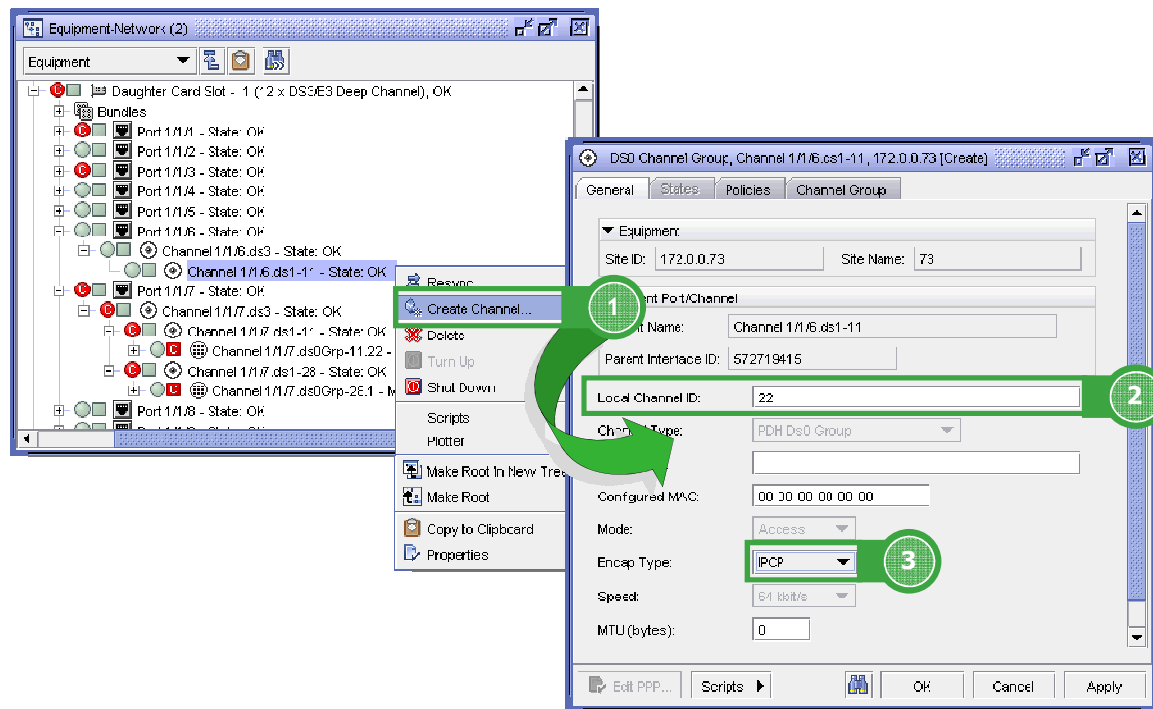 Equipment-Network (2)
Equipment
Daughter Card Slot - 1 (12 x DS3/E3 Deep Channel), OK
Bundles
Port 1/1/1 - State: OK
Port 1/1/2 - State: OK
Port 1/1/3 - State: OK
Port 1/1/4 - State: OK
Port 1/1/5 - State: OK
Port 1/1/6 - State: OK
Channel 1/1/6.ds3 - State: OK
Channel 1/1/6.ds1-11 - State: OK
Port 1/1/7 - State: OK
Channel 1/1/7.ds3 - State: OK
Channel 1/1/7.ds1-11 - State: OK
Channel 1/1/7.ds0Grp-11.22 -
Channel 1/1/7.ds1-28 - State: OK
Channel 1/1/7.ds0Grp-28.1 -
Port 1/1/8 - State: OK
Resync
Create Channel...
Delete
Turn Up
Shut Down
Scripts
Plotter
Make Root In New Tree
Make Root
Copy to Clipboard
Properties
1
DS0 Channel Group, Channel 1/1/6.ds1-11, 172.0.0.73 [Create]
General States Policies Channel Group
Equipment
Site ID: 172.0.0.73 Site Name: 73
Port/Channel
Name: Channel 1/1/6.ds1-11
Parent Interface ID: 572719415
Local Channel ID: 22
2
Type: PDH Ds0 Group
Configured MAC: 00 00 00 00 00 00
Mode: Access
Encap Type: IPCP
3
Speed: 64 kbit/s
MTU (bytes): 0
Edit PPP... Scripts OK Cancel Apply